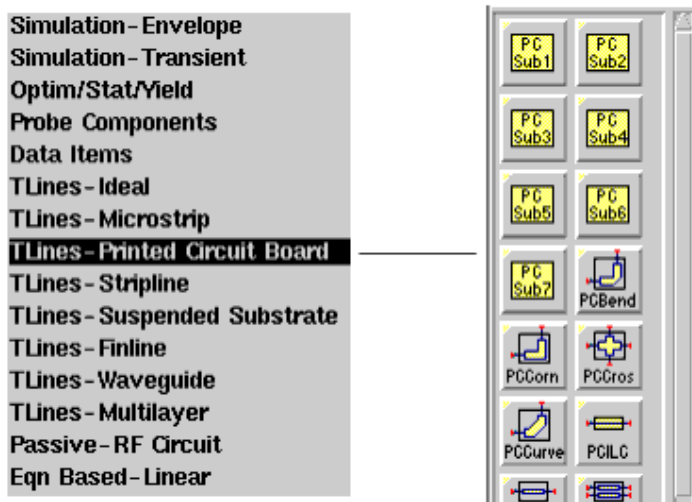 Simulation-Envelope
Simulation-Transient
Optim/Stat/Yield
Probe Components
Data Items
TLines-Ideal
TLines-Microstrip
TLines-Printed Circuit Board
TLines-Stripline
TLines-Suspended Substrate
TLines-Finline
TLines-Waveguide
TLines-Multilayer
Passive-RF Circuit
Eqn Based-Linear
PC
Sub1
PC
Sub2
PC
Sub3
PC
Sub4
PC
Sub5
PC
Sub6
PC
Sub7
PCBend
PCCorn
PCCros
PCCurve
PCILC